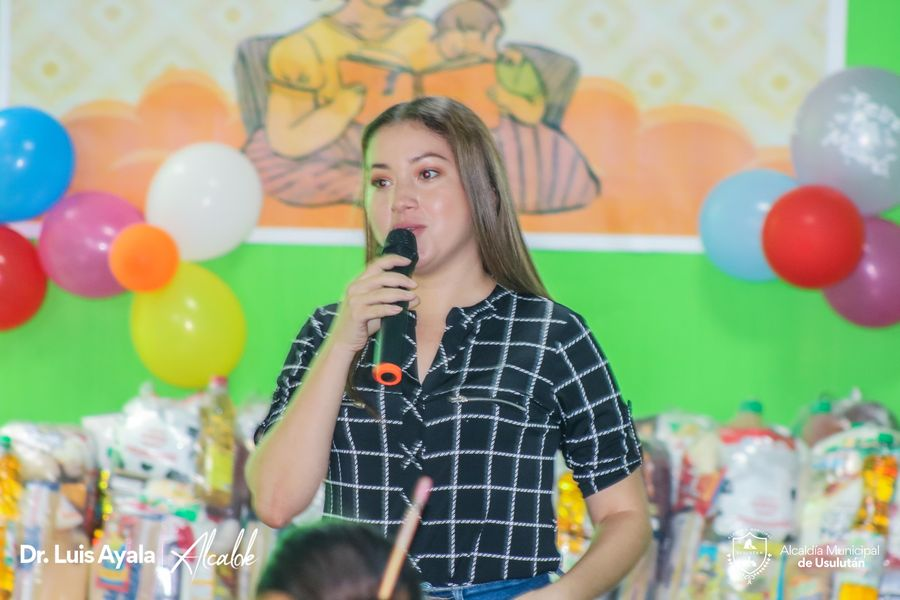 Dr. Luis Ayala | Alcalde
Alcaldía Municipal
de Usulután